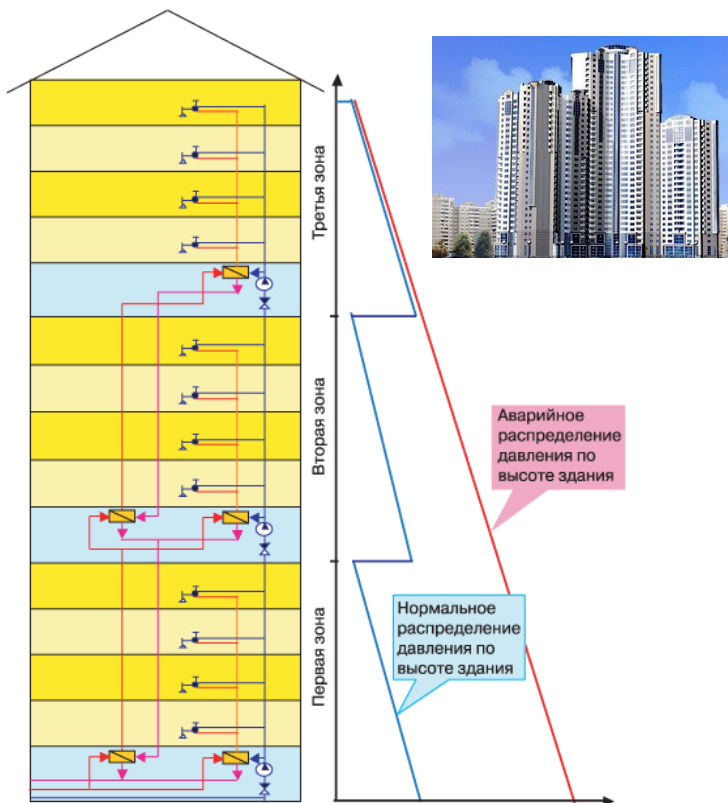 Третья зона
Вторая зона
Первая зона
Аварийное
распределение
давления по
высоте здания
Нормальное
распределение
давления по
высоте здания